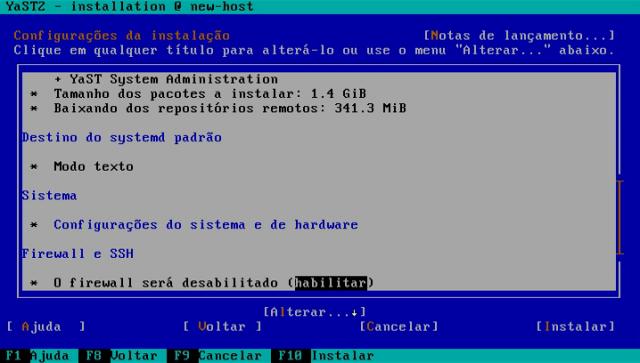 YaST2 - installation @ new-host
Configurações da instalação [Notas de lançamento...]
Clique em qualquer título para alterá-lo ou use o menu "Alterar..." abaixo.
+ YaST System Administration
* Tamanho dos pacotes a instalar: 1.4 GiB
* Baixando dos repositórios remotos: 341.3 MiB
Destino do systemd padrão
* Modo texto
Sistema
* Configurações do sistema e de hardware
Firewall e SSH
* O firewall será desabilitado (habilitar)
[Alterar...↓]
[ Ajuda ] [ Voltar ] [Cancelar] [Instalar]
F1 Ajuda F8 Voltar F9 Cancelar F10 Instalar